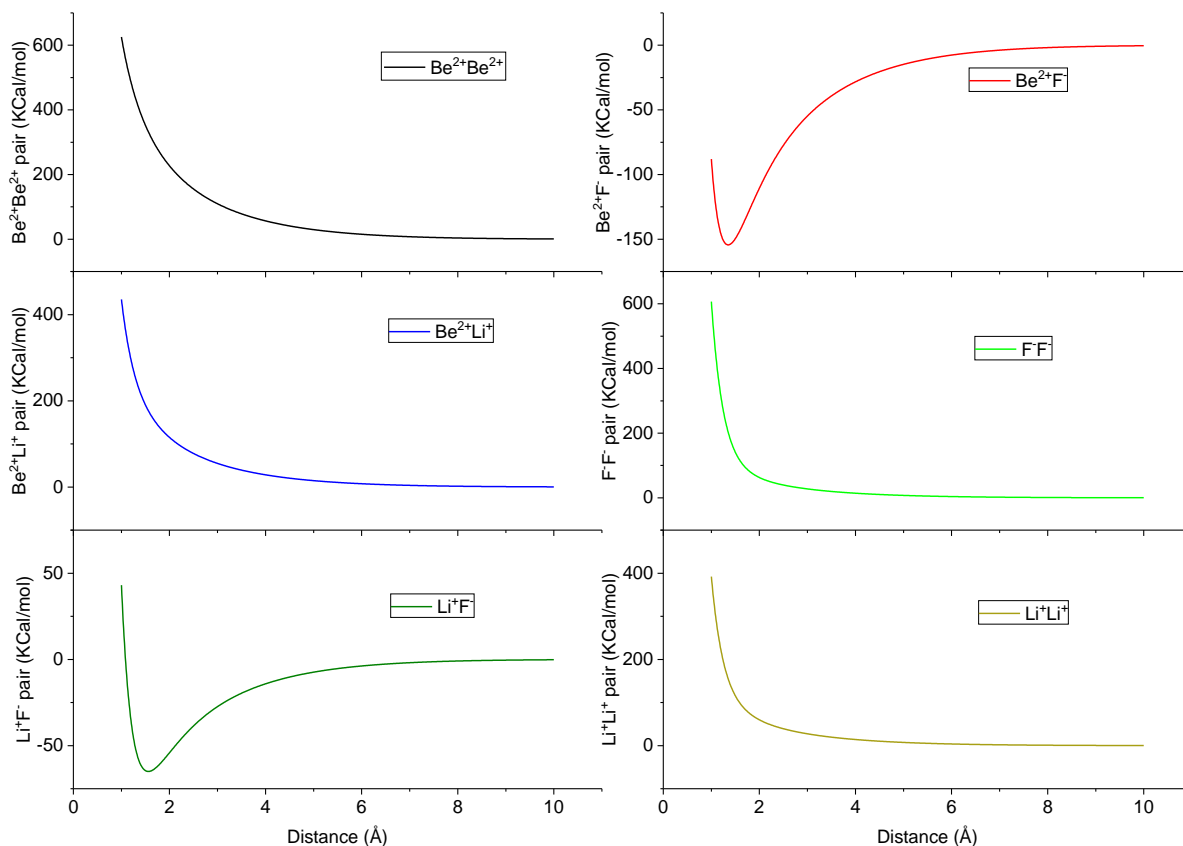 Be²⁺Be²⁺ pair (KCal/mol)
600
400
200
0
Be²⁺Be²⁺
Be²⁺F⁻ pair (KCal/mol)
0
-50
-100
-150
Be²⁺F⁻
Be²⁺Li⁺ pair (KCal/mol)
400
200
0
Be²⁺Li⁺
F⁻F⁻ pair (KCal/mol)
600
400
200
0
F⁻F⁻
Li⁺F⁻ pair (KCal/mol)
50
0
-50
Li⁺F⁻
0 2 4 6 8 10
Distance (Å)
Li⁺Li⁺ pair (KCal/mol)
400
200
0
Li⁺Li⁺
0 2 4 6 8 10
Distance (Å)